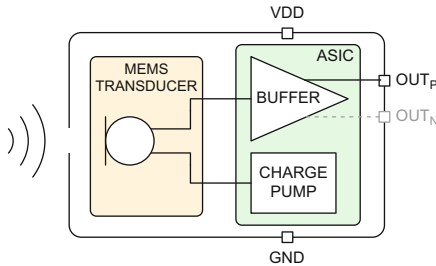 VDD
ASIC
MEMS
TRANSDUCER
BUFFER
OUTP
OUTN
CHARGE
PUMP
GND